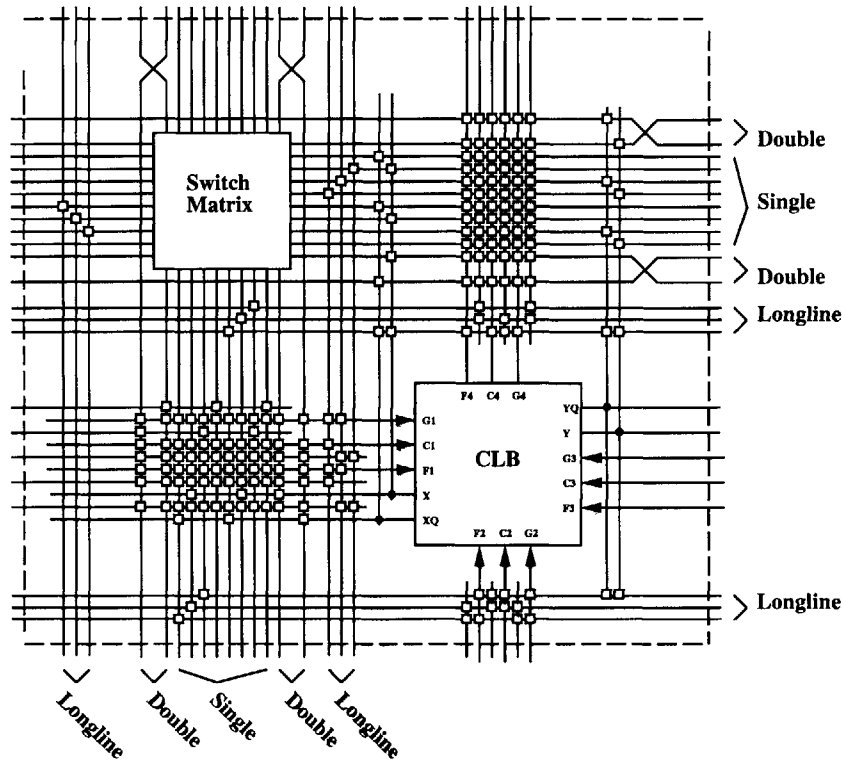 Double
Switch
Matrix
Single
Double
Longline
F4 C4 G4
G1
YQ
Y
C1
CLB
G3
F1
C3
X
F3
XQ
F2 C2 G2
Longline
Longline
Double
Single
Double
Longline